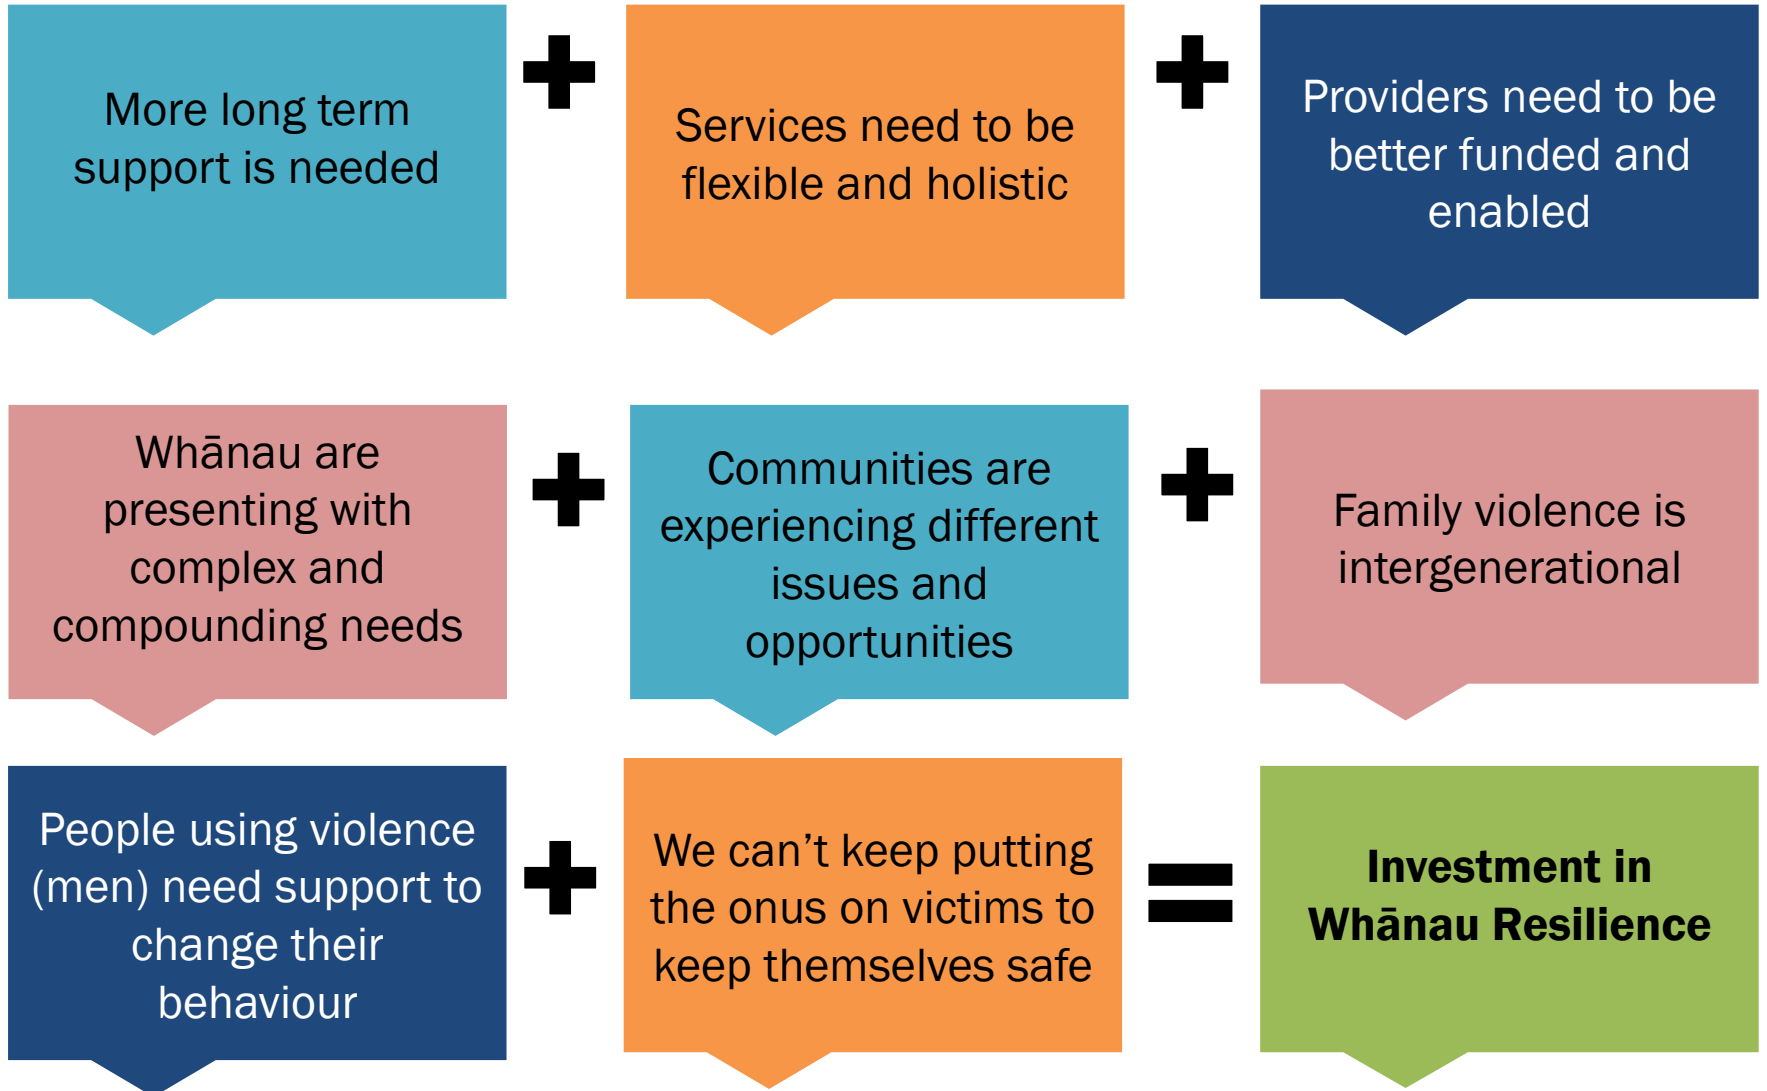 More long term
support is needed
+
Services need to be
flexible and holistic
+
Providers need to be
better funded and
enabled
Whānau are
presenting with
complex and
compounding needs
+
Communities are
experiencing different
issues and
opportunities
+
Family violence is
intergenerational
People using violence
(men) need support to
change their
behaviour
+
We can’t keep putting
the onus on victims to
keep themselves safe
=
Investment in
Whānau Resilience